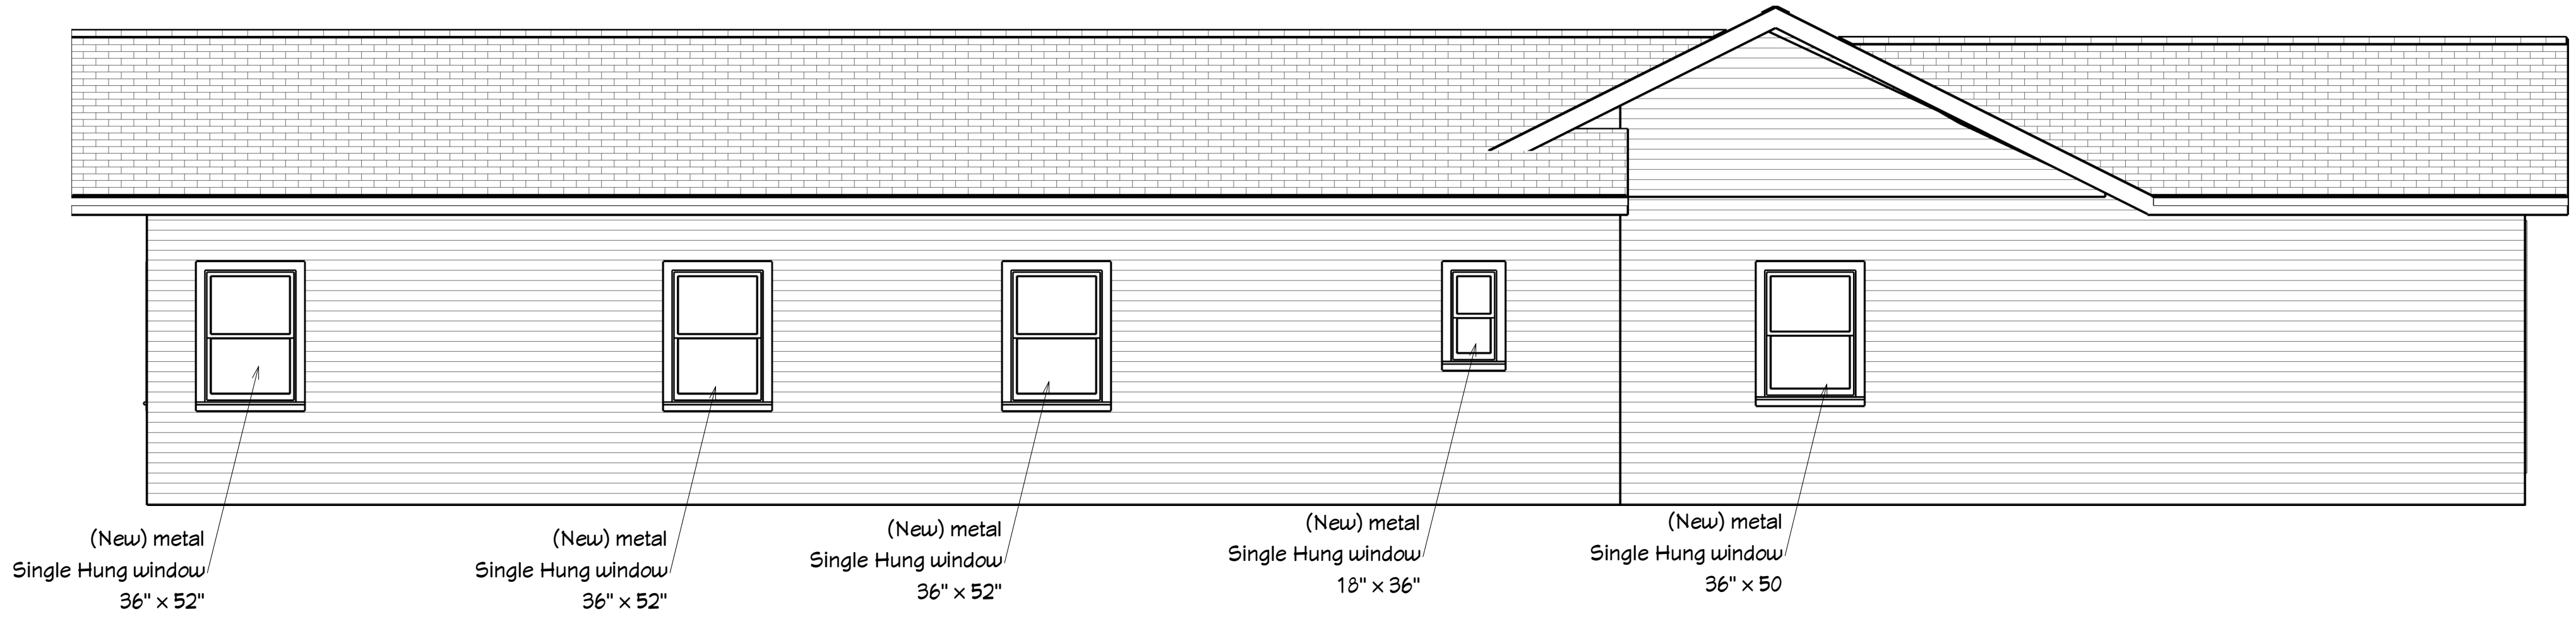 (New) metal
Single Hung window
36" x 52"
(New) metal
Single Hung window
36" x 52"
(New) metal
Single Hung window
36" x 52"
(New) metal
Single Hung window
18" x 36"
(New) metal
Single Hung window
36" x 50